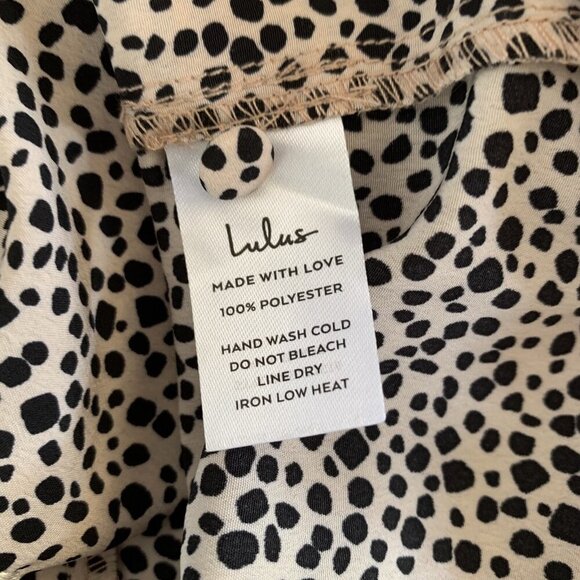 Lulus
MADE WITH LOVE
100% POLYESTER
HAND WASH COLD
DO NOT BLEACH
LINE DRY
IRON LOW HEAT